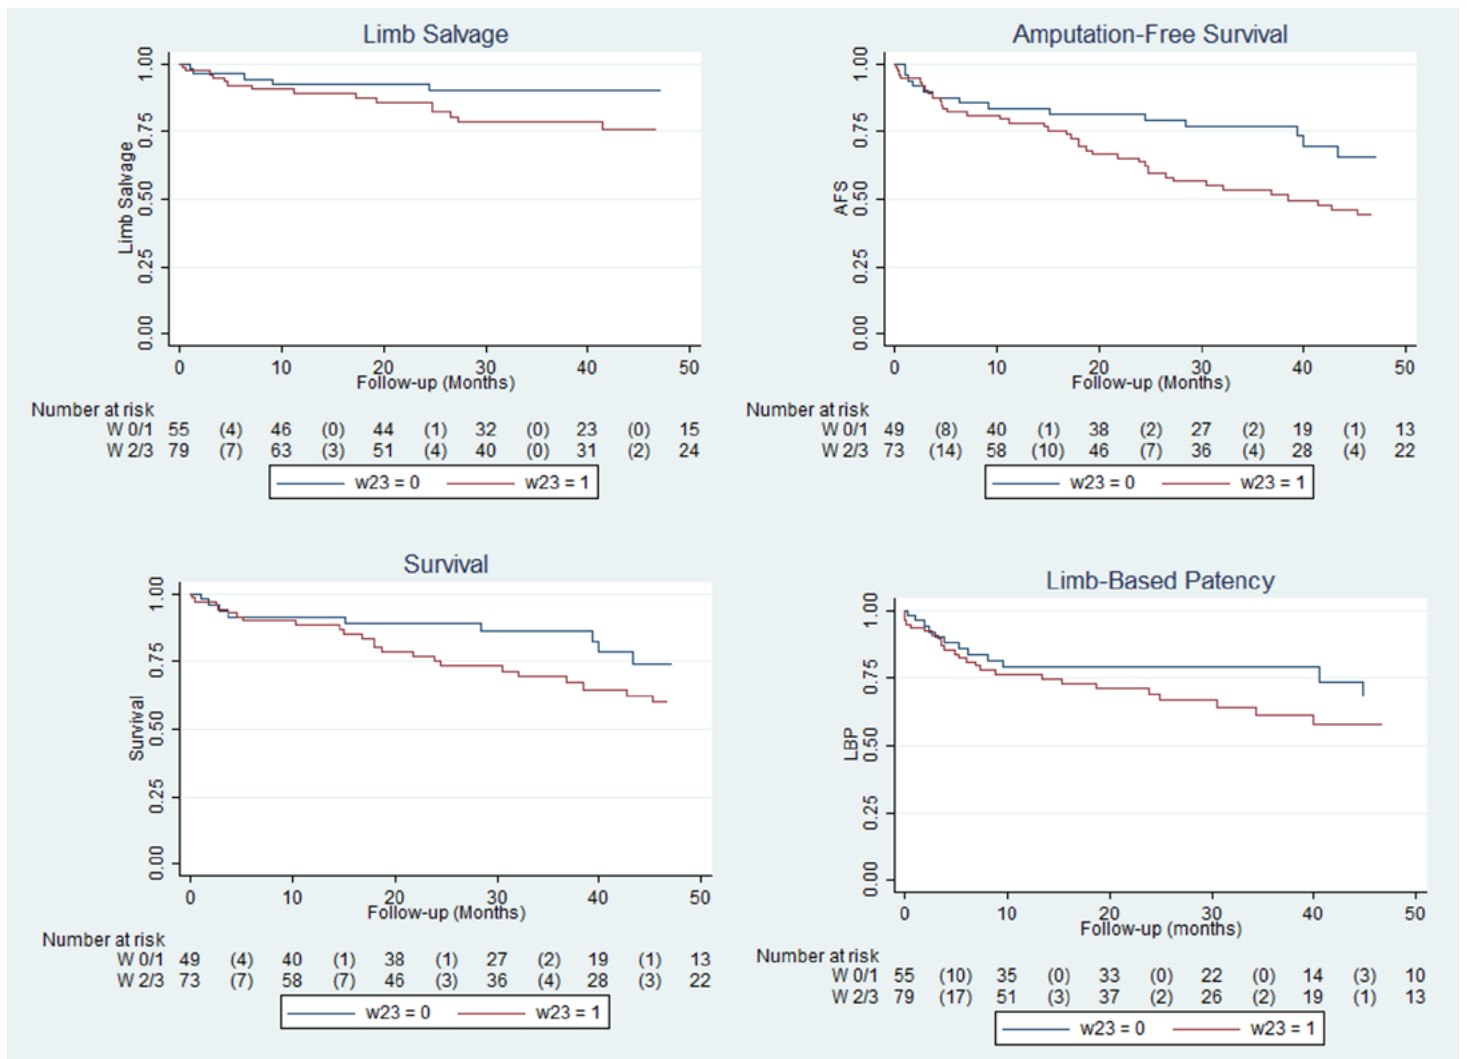 Limb Salvage
1.00
0.75
0.50
0.25
0.00
Limb Salvage
0 10 20 30 40 50
Follow-up (Months)
Number at risk
W 0/1 55 (4) 46 (0) 44 (1) 32 (0) 23 (0) 15
W 2/3 79 (7) 63 (3) 51 (4) 40 (0) 31 (2) 24
w23 = 0 w23 = 1
Amputation-Free Survival
1.00
0.75
0.50
0.25
0.00
AFS
0 10 20 30 40 50
Follow-up (Months)
Number at risk
W 0/1 49 (8) 40 (1) 38 (2) 27 (2) 19 (1) 13
W 2/3 73 (14) 58 (10) 46 (7) 36 (4) 28 (4) 22
w23 = 0 w23 = 1
Survival
1.00
0.75
0.50
0.25
0.00
Survival
0 10 20 30 40 50
Follow-up (Months)
Number at risk
W 0/1 49 (4) 40 (1) 38 (1) 27 (2) 19 (1) 13
W 2/3 73 (7) 58 (7) 46 (3) 36 (4) 28 (3) 22
w23 = 0 w23 = 1
Limb-Based Patency
1.00
0.75
0.50
0.25
0.00
LBP
0 10 20 30 40 50
Follow-up (months)
Number at risk
W 0/1 55 (10) 35 (0) 33 (0) 22 (0) 14 (3) 10
W 2/3 79 (17) 51 (3) 37 (2) 26 (2) 19 (1) 13
w23 = 0 w23 = 1